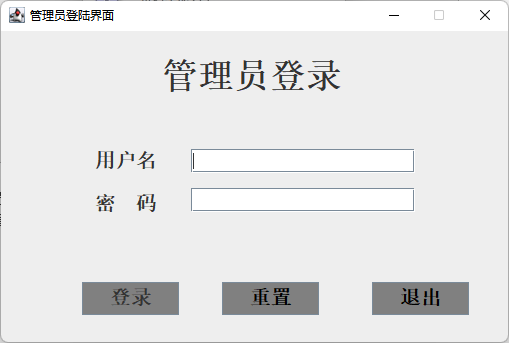 管理员登陆界面
管理员登录
用户名
密 码
登录 重置 退出